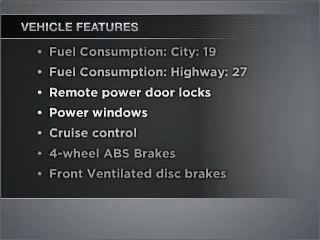 VEHICLE FEATURES
• Fuel Consumption: City: 19
• Fuel Consumption: Highway: 27
• Remote power door locks
• Power windows
• Cruise control
• 4-wheel ABS Brakes
• Front Ventilated disc brakes